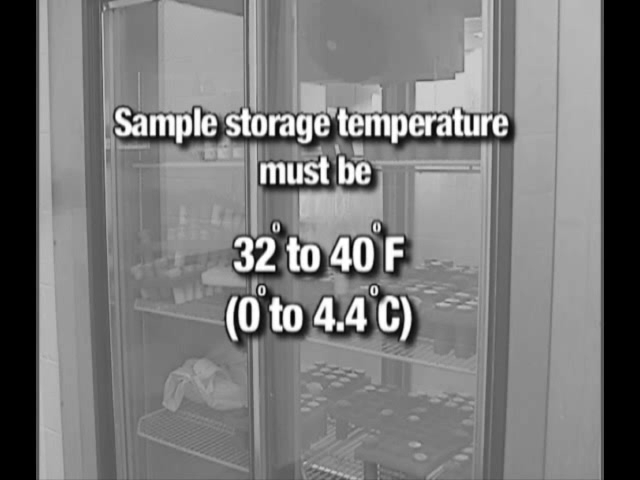 Sample storage temperature
must be
32° to 40°F
(0° to 4.4°C)